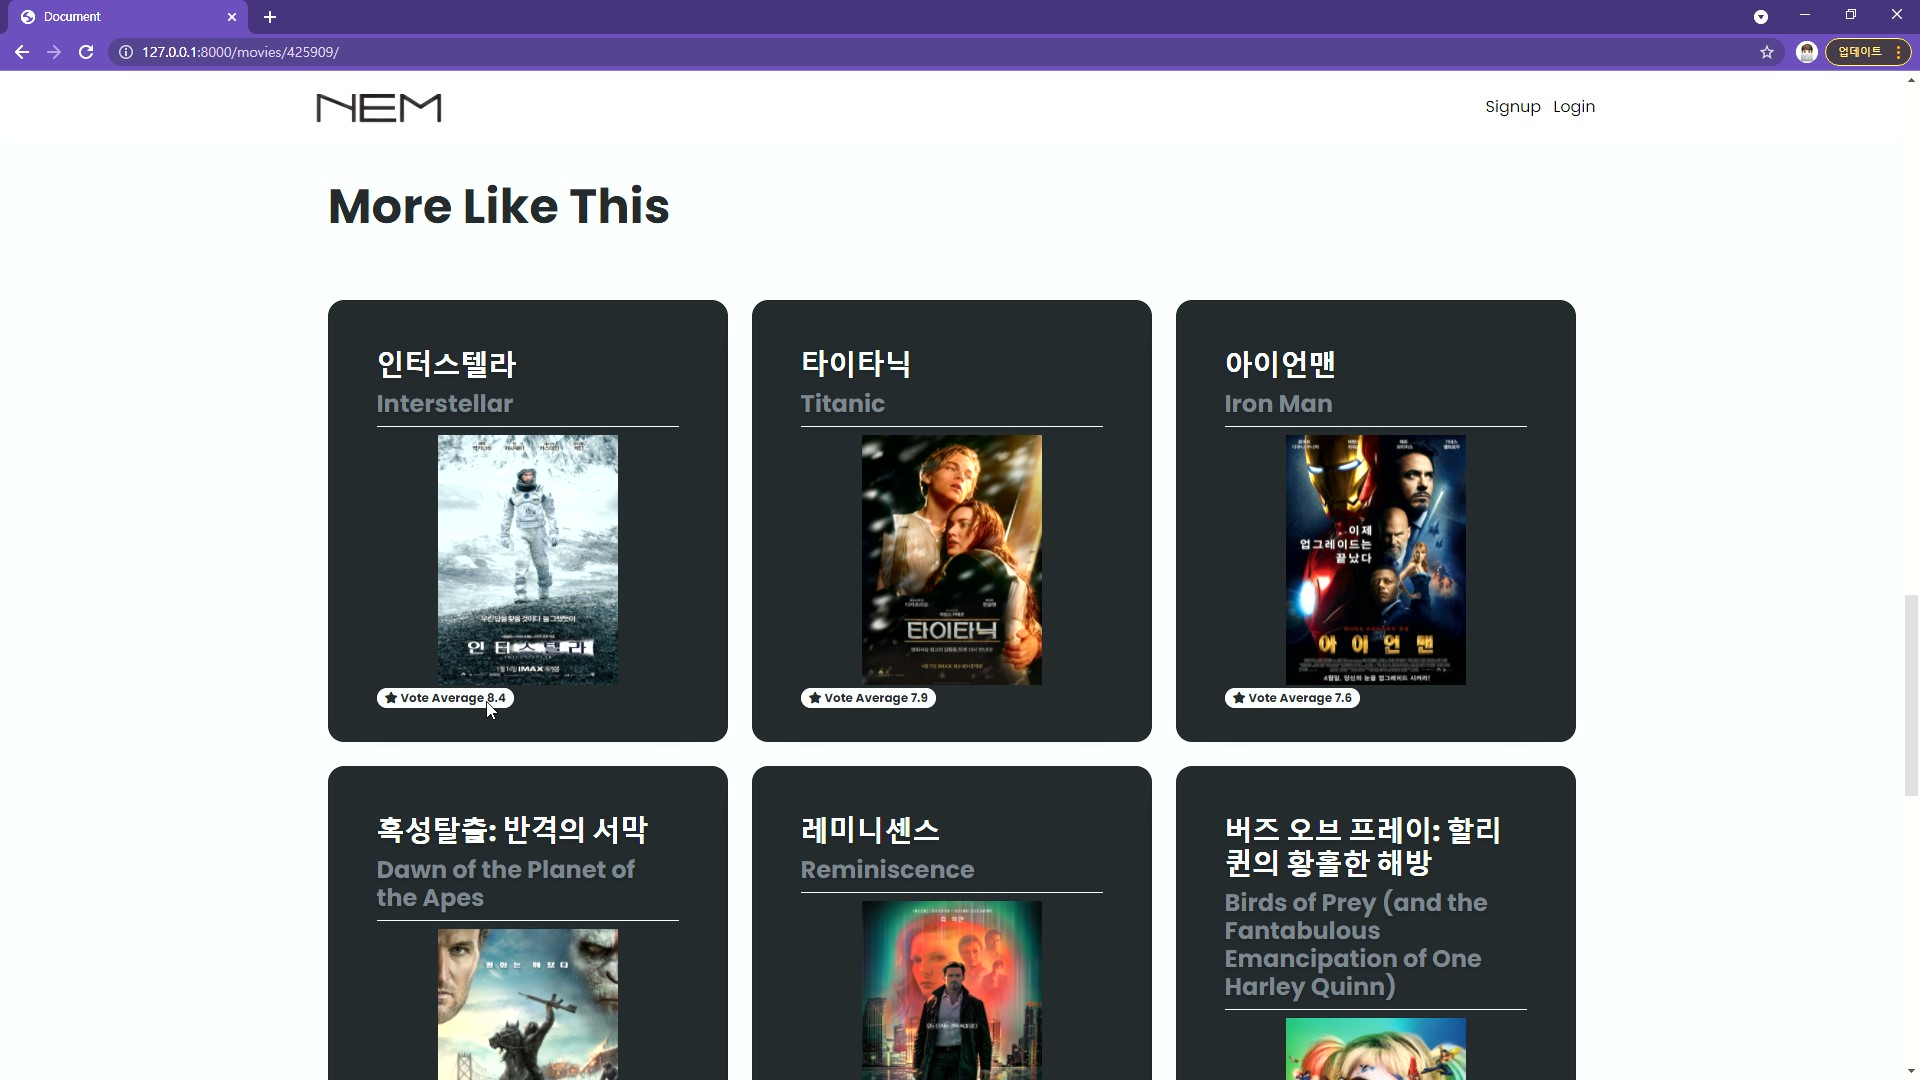 Document
127.0.0.1:8000/movies/425909/
업데이트
NEM
Signup Login
More Like This
인터스텔라
Interstellar
인터스텔라
타이타닉
Titanic
타이타닉
아이언맨
Iron Man
이제
업그레이드는
끝났다
아이언맨
Vote Average 8.4
Vote Average 7.9
Vote Average 7.6
혹성탈출: 반격의 서막
Dawn of the Planet of
the Apes
레미니센스
Reminiscence
버즈 오브 프레이: 할리
퀸의 황홀한 해방
Birds of Prey (and the
Fantabulous
Emancipation of One
Harley Quinn)